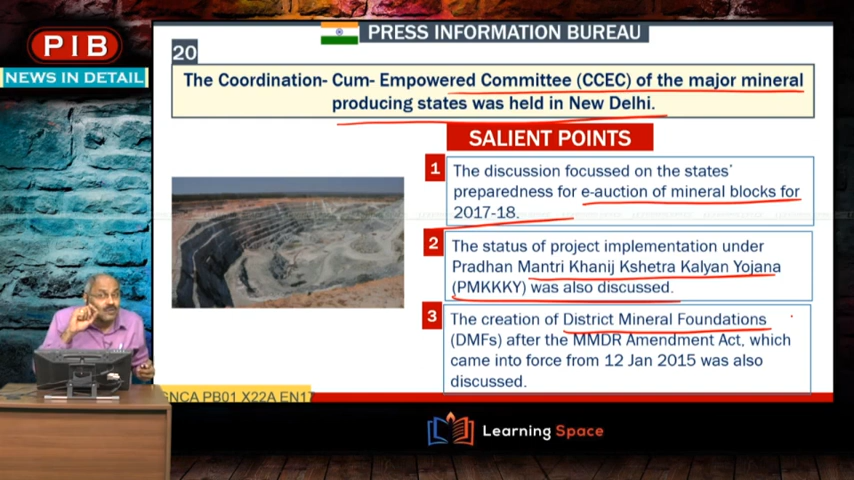 PIB
NEWS IN DETAIL
PRESS INFORMATION BUREAU
20
The Coordination- Cum- Empowered Committee (CCEC) of the major mineral
producing states was held in New Delhi.
SALIENT POINTS
1
The discussion focussed on the states'
preparedness for e-auction of mineral blocks for
2017-18.
2
The status of project implementation under
Pradhan Mantri Khanij Kshetra Kalyan Yojana
(PMKKKY) was also discussed.
3
The creation of District Mineral Foundations
(DMFs) after the MMDR Amendment Act, which
came into force from 12 Jan 2015 was also
discussed.
PB01 X22A EN17
Learning Space